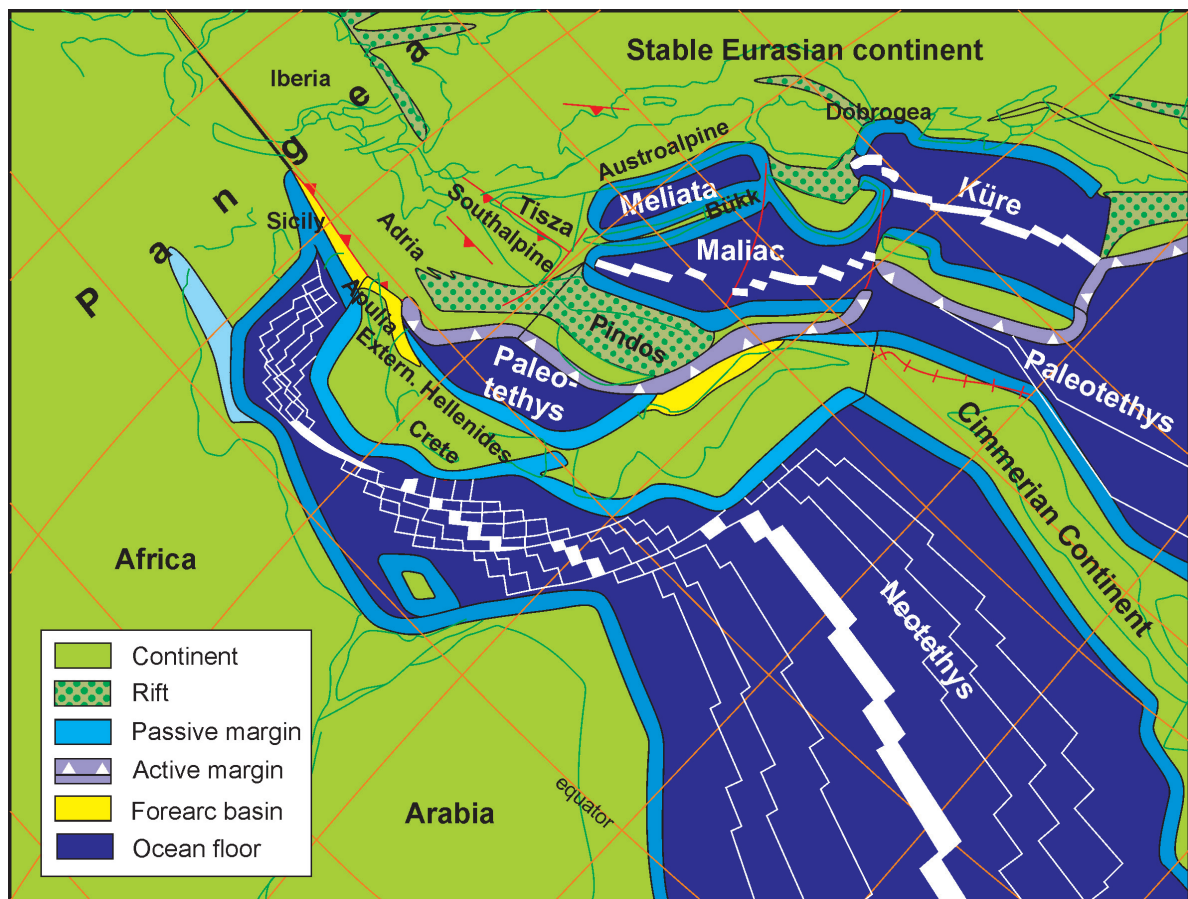 Stable Eurasian continent
Iberia
Pangea
Dobrogea
Austroalpine
Meliata
Bükk
Küre
Tisza
Southalpine
Adria
Sicily
Maliac
Apulia
Pindos
Paleo-
tethys
Paleotethys
Extern. Hellenides
Crete
Cimmerian Continent
Africa
Neotethys
Arabia
equator
Continent
Rift
Passive margin
Active margin
Forearc basin
Ocean floor